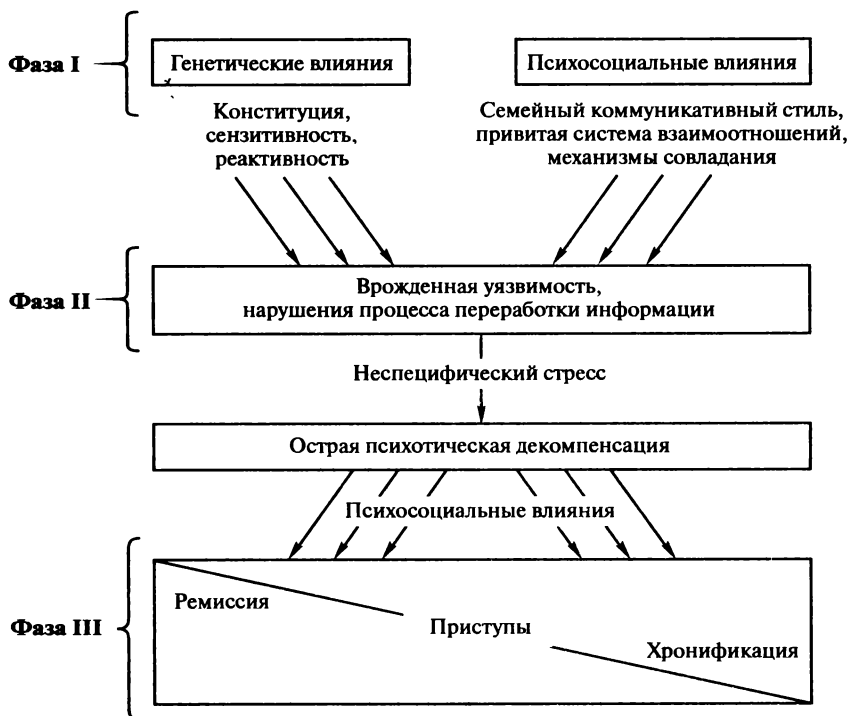 Фаза I
Генетические влияния
Психосоциальные влияния
Конституция,
сензитивность,
реактивность
Семейный коммуникативный стиль,
привитая система взаимоотношений,
механизмы совладания
Фаза II
Врожденная уязвимость,
нарушения процесса переработки информации
Неспецифический стресс
Острая психотическая декомпенсация
Психосоциальные влияния
Фаза III
Ремиссия
Приступы
Хронификация